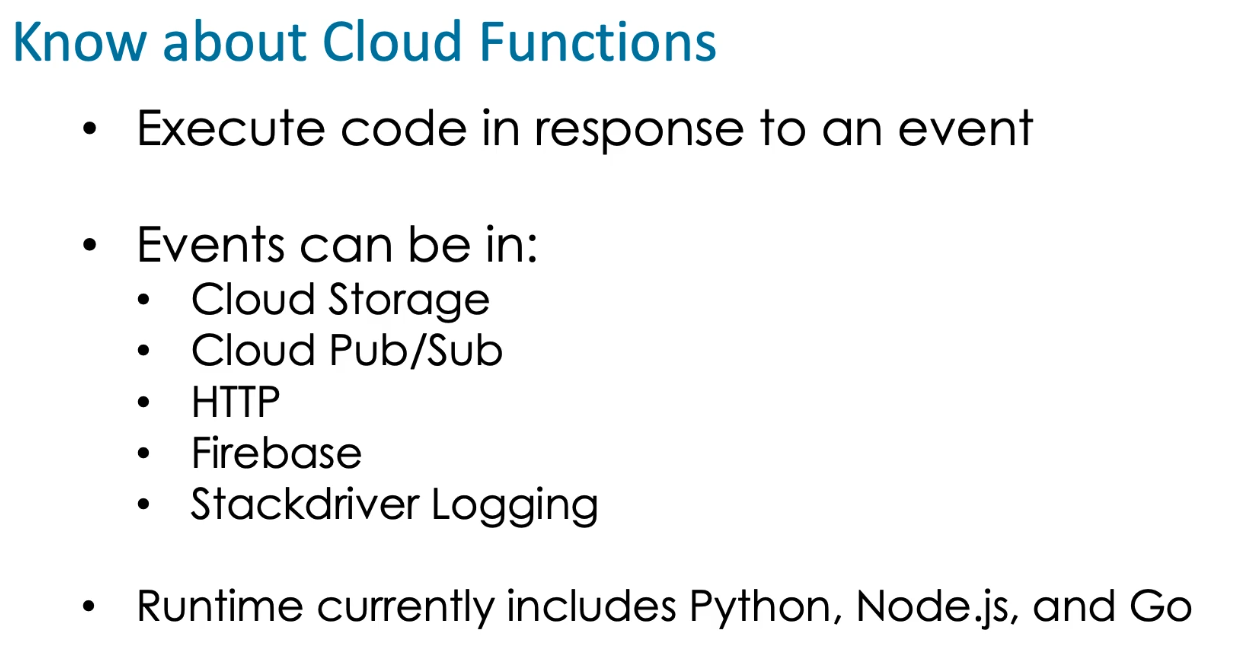 Know about Cloud Functions
• Execute code in response to an event
• Events can be in:
• Cloud Storage
• Cloud Pub/Sub
• HTTP
• Firebase
• Stackdriver Logging
• Runtime currently includes Python, Node.js, and Go